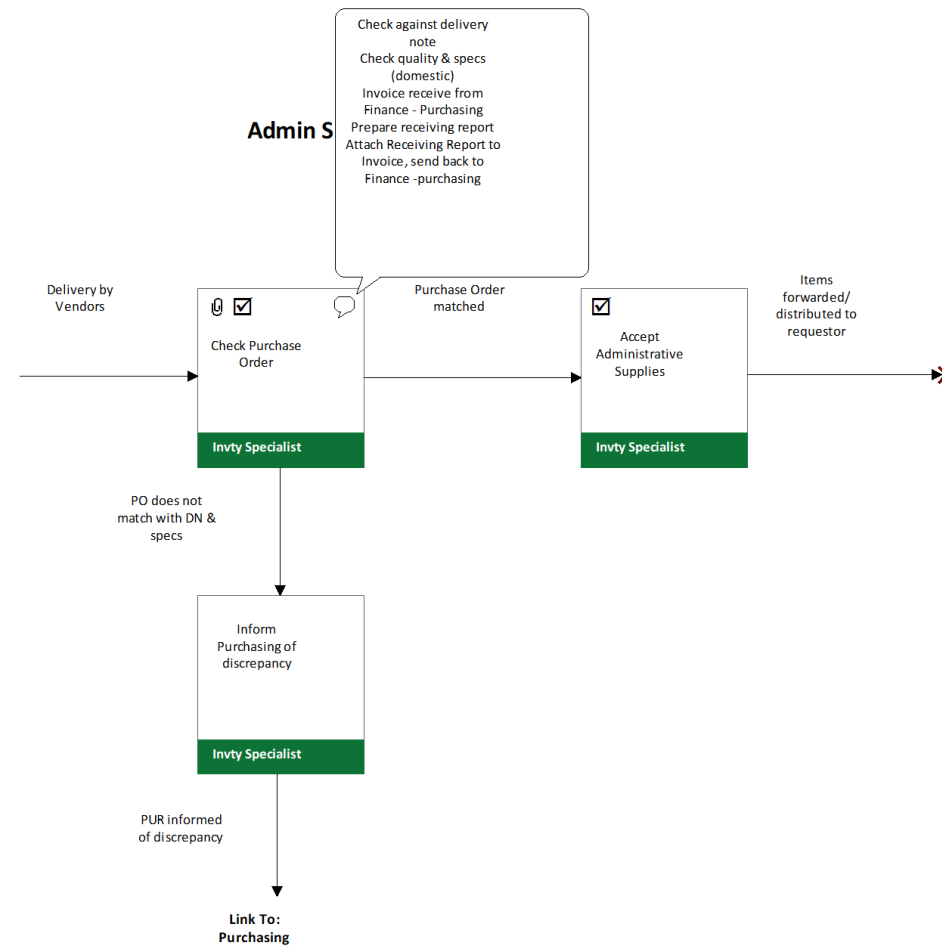 Check against delivery
note
Check quality & specs
(domestic)
Invoice receive from
Finance - Purchasing
Prepare receiving report
Attach Receiving Report to
Invoice, send back to
Finance -purchasing
Admin S
Delivery by
Vendors
Purchase Order
matched
Items
forwarded/
distributed to
requestor
Check Purchase
Order
Invty Specialist
Accept
Administrative
Supplies
Invty Specialist
PO does not
match with DN &
specs
Inform
Purchasing of
discrepancy
Invty Specialist
PUR informed
of discrepancy
Link To:
Purchasing